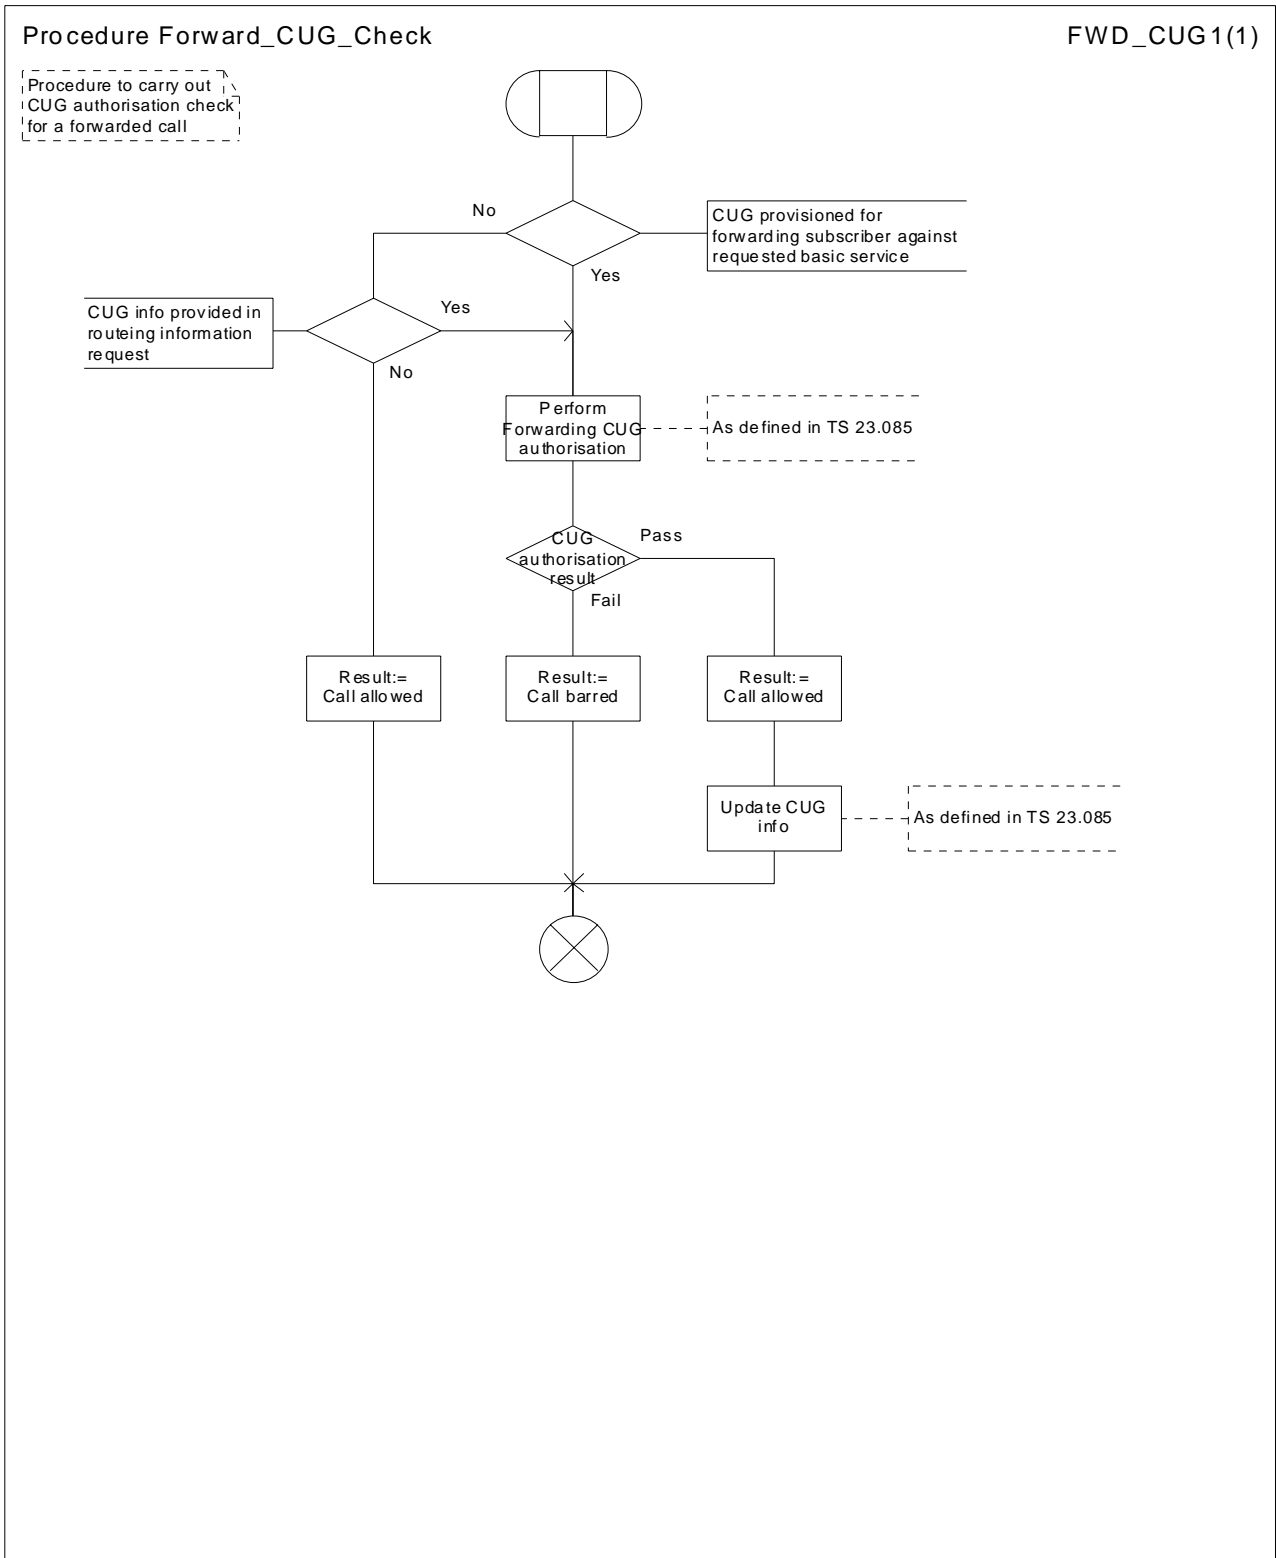 Procedure Forward_CUG_Check
FWD_CUG1(1)
Procedure to carry out
CUG authorisation check
for a forwarded call
No
CUG provisioned for
forwarding subscriber against
requested basic service
Yes
CUG info provided in
routeing information
request
Yes
No
Perform
Forwarding CUG
authorisation
As defined in TS 23.085
CUG
authorisation
result
Pass
Fail
Result:=
Call allowed
Result:=
Call barred
Result:=
Call allowed
Update CUG
info
As defined in TS 23.085